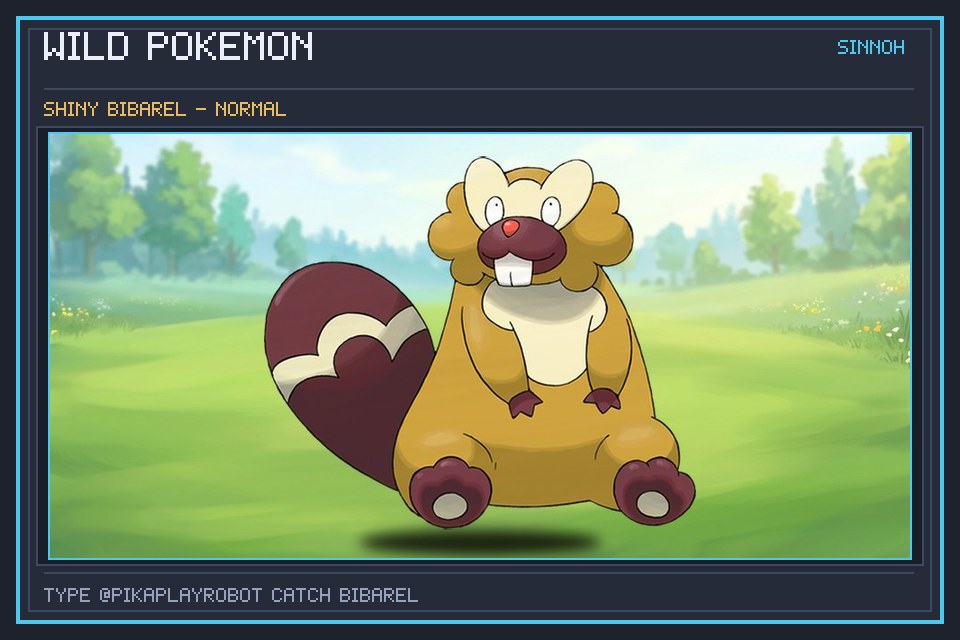 WILD POKEMON
SINNOH
SHINY BIBAREL - NORMAL
TYPE @PIKAPLAYROBOT CATCH BIBAREL